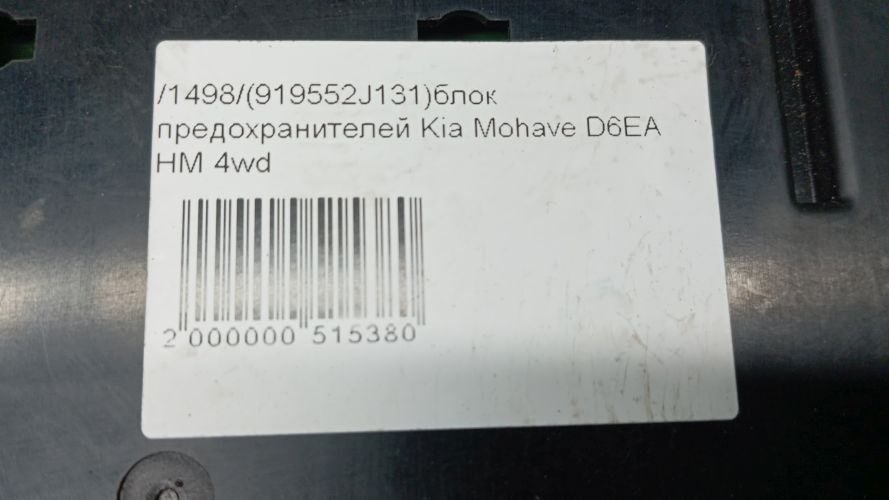 /1498/(919552J131)блок
предохранителей Kia Mohave D6EA
HM 4wd
2 000000 515380